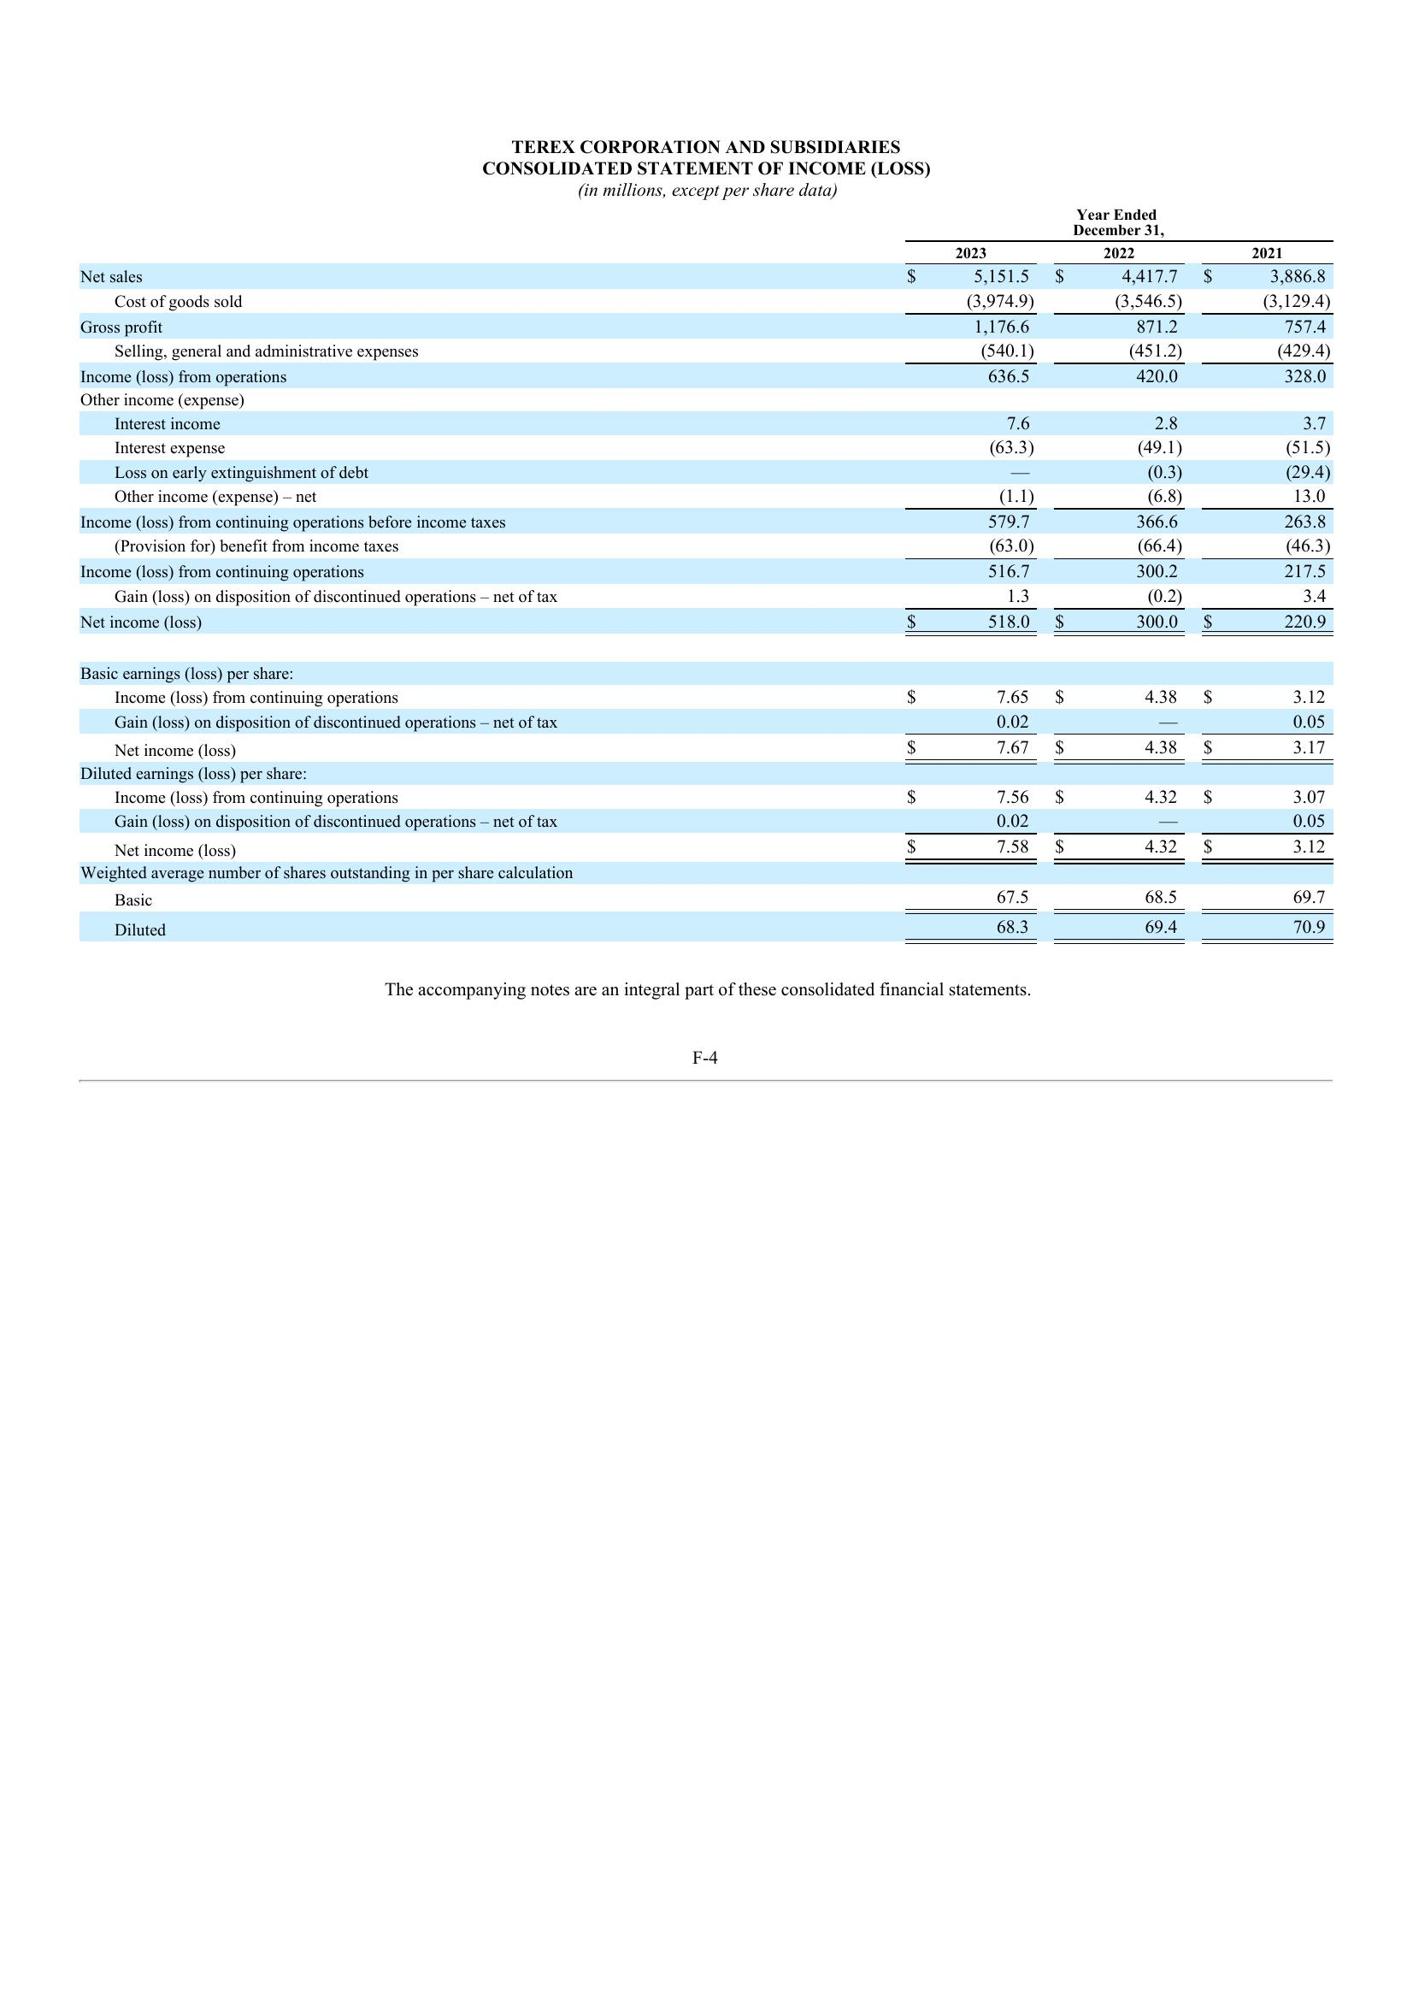 TEREX CORPORATION AND SUBSIDIARIES
CONSOLIDATED STATEMENT OF INCOME (LOSS)
(in millions, except per share data)
Year Ended
December 31,
2023 2022 2021
Net sales $ 5,151.5 $ 4,417.7 $ 3,886.8
Cost of goods sold (3,974.9) (3,546.5) (3,129.4)
Gross profit 1,176.6 871.2 757.4
Selling, general and administrative expenses (540.1) (451.2) (429.4)
Income (loss) from operations 636.5 420.0 328.0
Other income (expense)
Interest income 7.6 2.8 3.7
Interest expense (63.3) (49.1) (51.5)
Loss on early extinguishment of debt — (0.3) (29.4)
Other income (expense) – net (1.1) (6.8) 13.0
Income (loss) from continuing operations before income taxes 579.7 366.6 263.8
(Provision for) benefit from income taxes (63.0) (66.4) (46.3)
Income (loss) from continuing operations 516.7 300.2 217.5
Gain (loss) on disposition of discontinued operations – net of tax 1.3 (0.2) 3.4
Net income (loss) $ 518.0 $ 300.0 $ 220.9
Basic earnings (loss) per share:
Income (loss) from continuing operations $ 7.65 $ 4.38 $ 3.12
Gain (loss) on disposition of discontinued operations – net of tax 0.02 — 0.05
Net income (loss) $ 7.67 $ 4.38 $ 3.17
Diluted earnings (loss) per share:
Income (loss) from continuing operations $ 7.56 $ 4.32 $ 3.07
Gain (loss) on disposition of discontinued operations – net of tax 0.02 — 0.05
Net income (loss) $ 7.58 $ 4.32 $ 3.12
Weighted average number of shares outstanding in per share calculation
Basic 67.5 68.5 69.7
Diluted 68.3 69.4 70.9
The accompanying notes are an integral part of these consolidated financial statements.
F-4